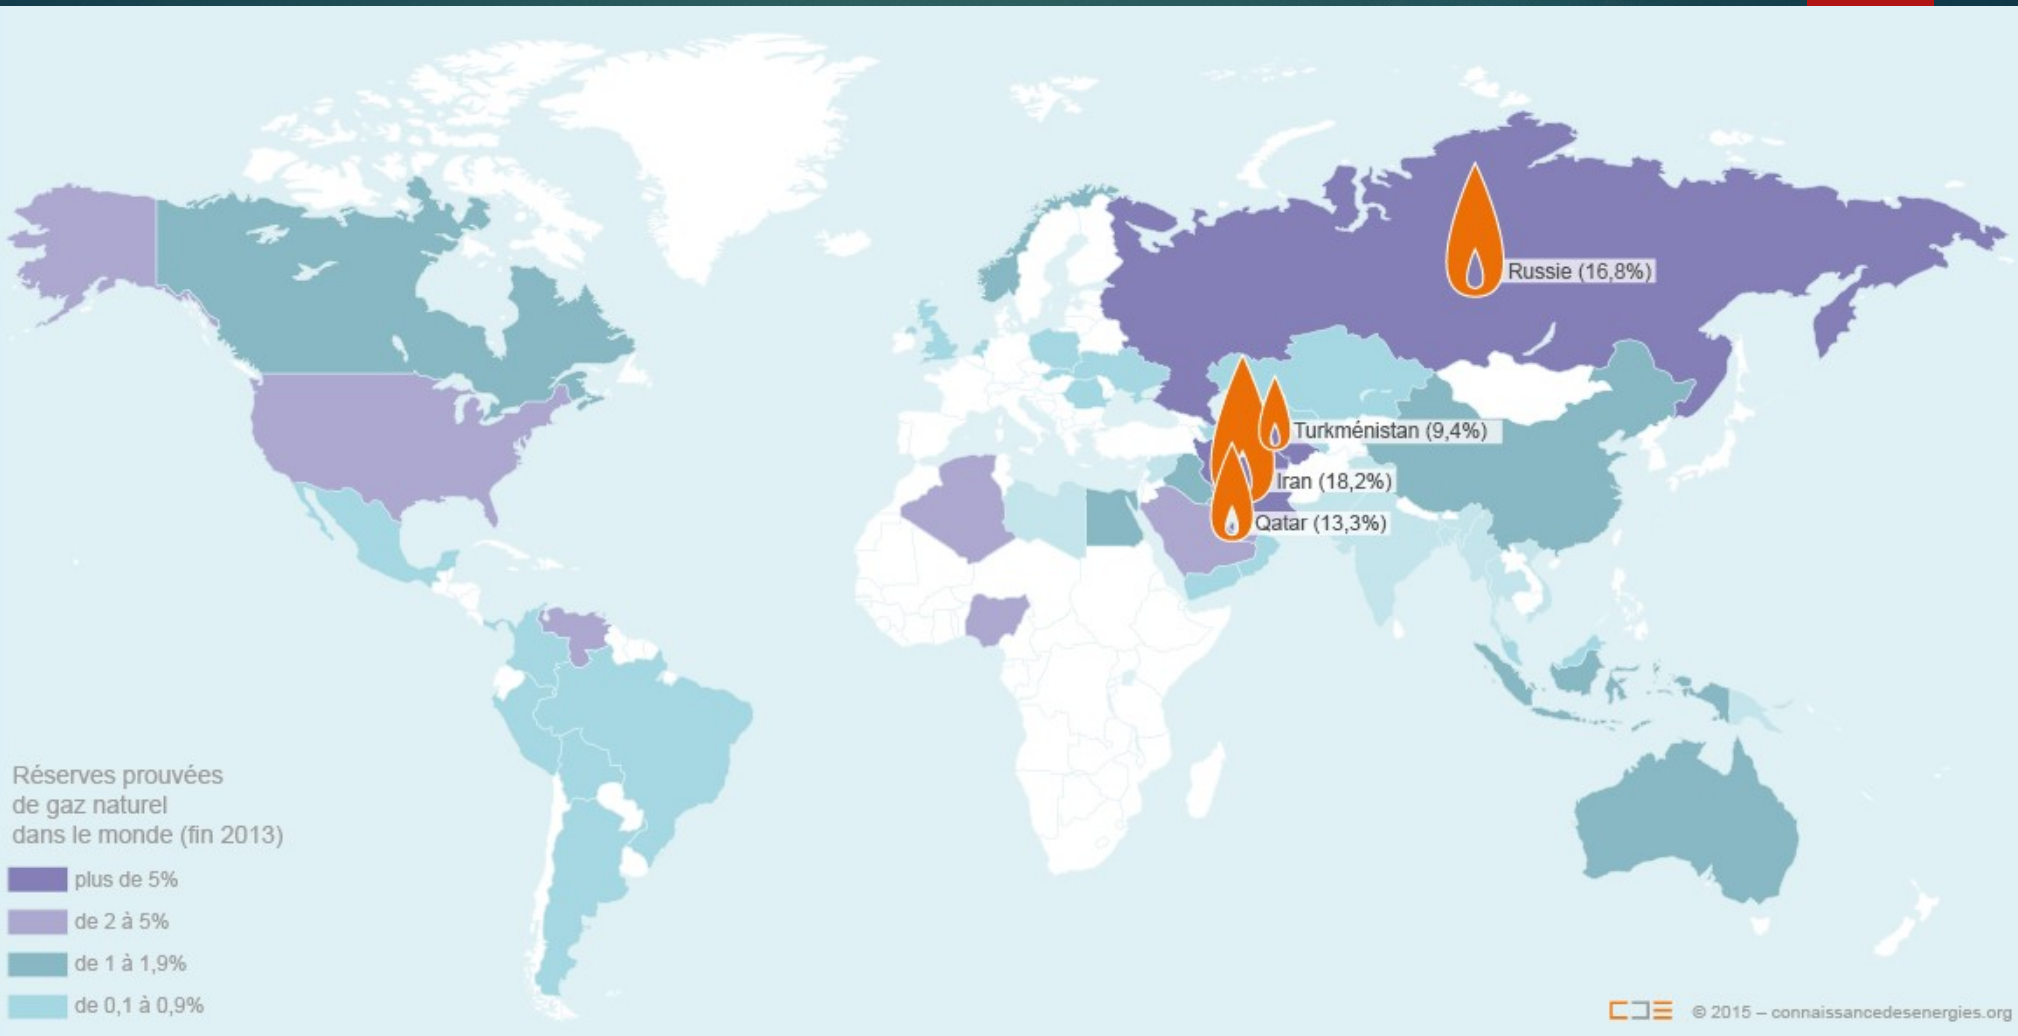 Russie (16,8%)
Turkménistan (9,4%)
Iran (18,2%)
Qatar (13,3%)
Réserves prouvées
de gaz naturel
dans le monde (fin 2013)
plus de 5%
de 2 à 5%
de 1 à 1,9%
de 0,1 à 0,9%
© 2015 – connaissancedesenergies.org